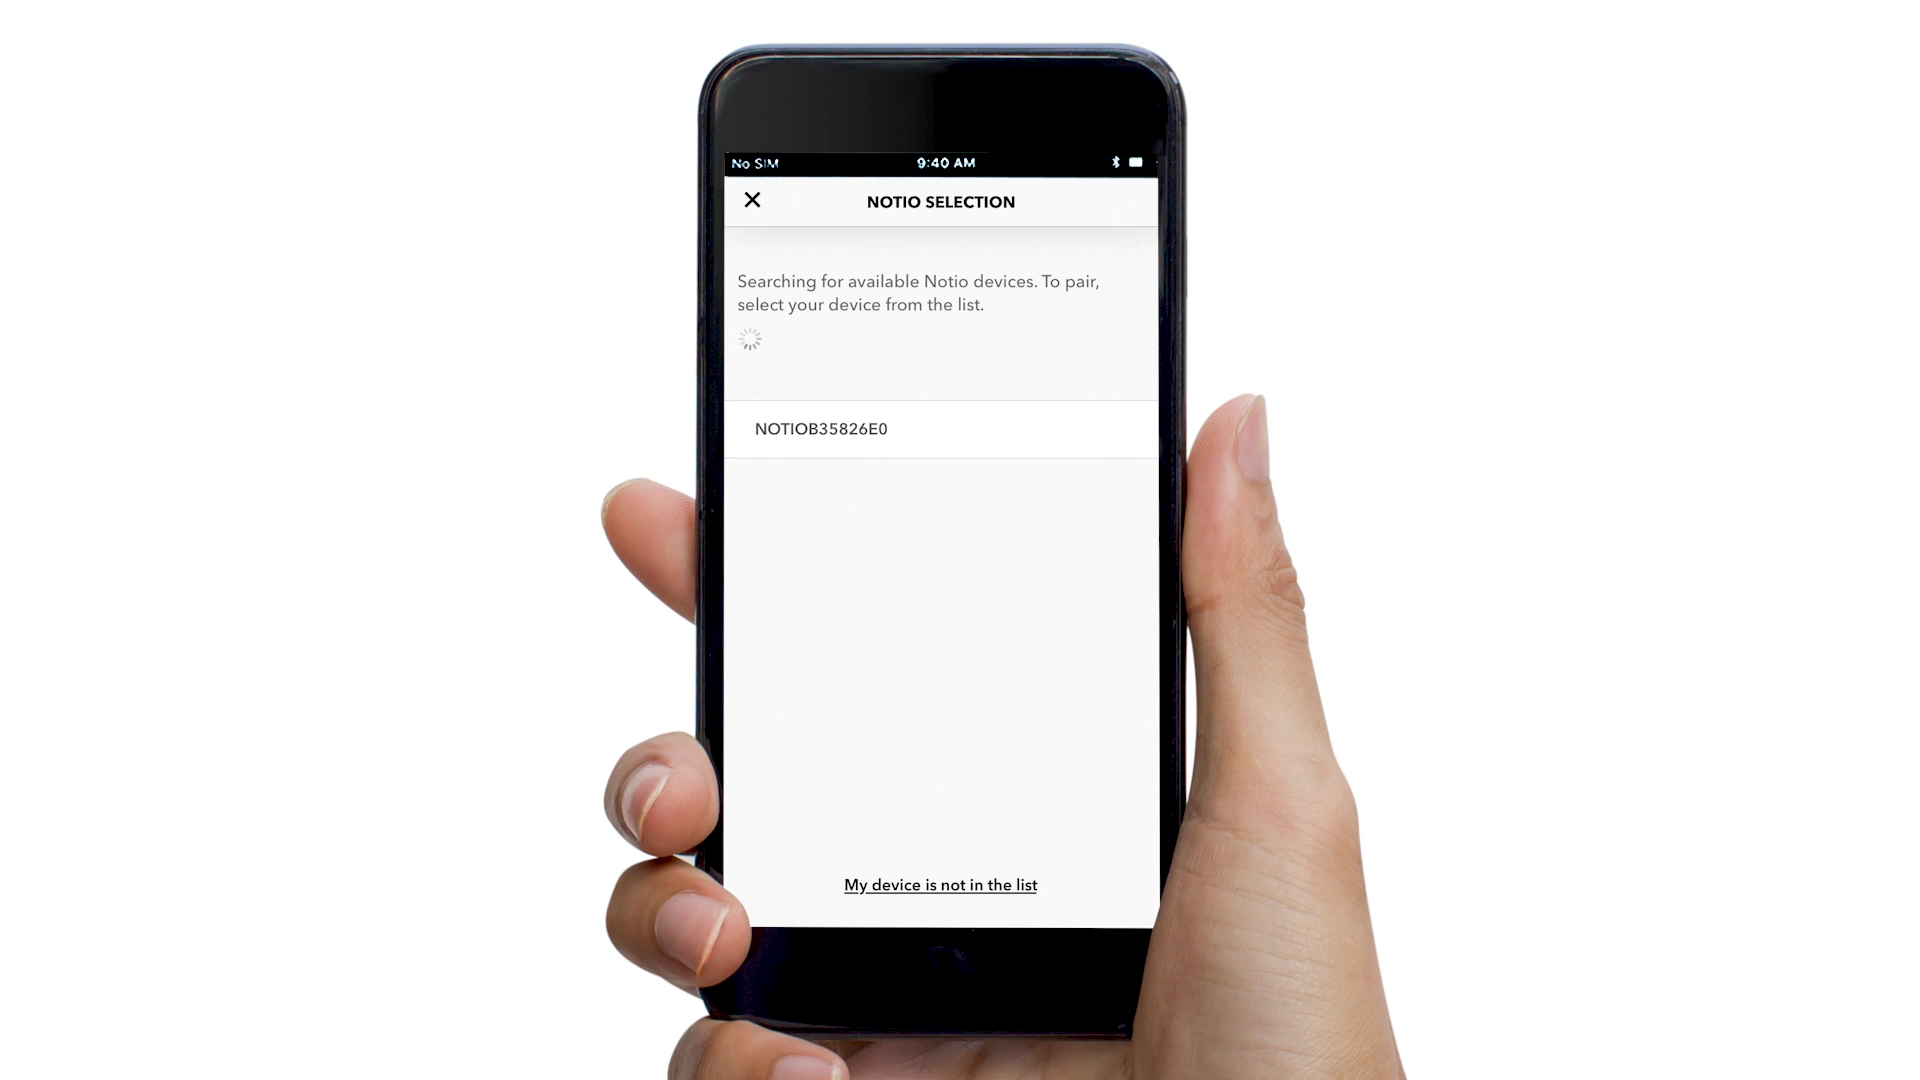 No SIM
9:40 AM
NOTIO SELECTION
Searching for available Notio devices. To pair,
select your device from the list.
NOTIOB35826E0
My device is not in the list